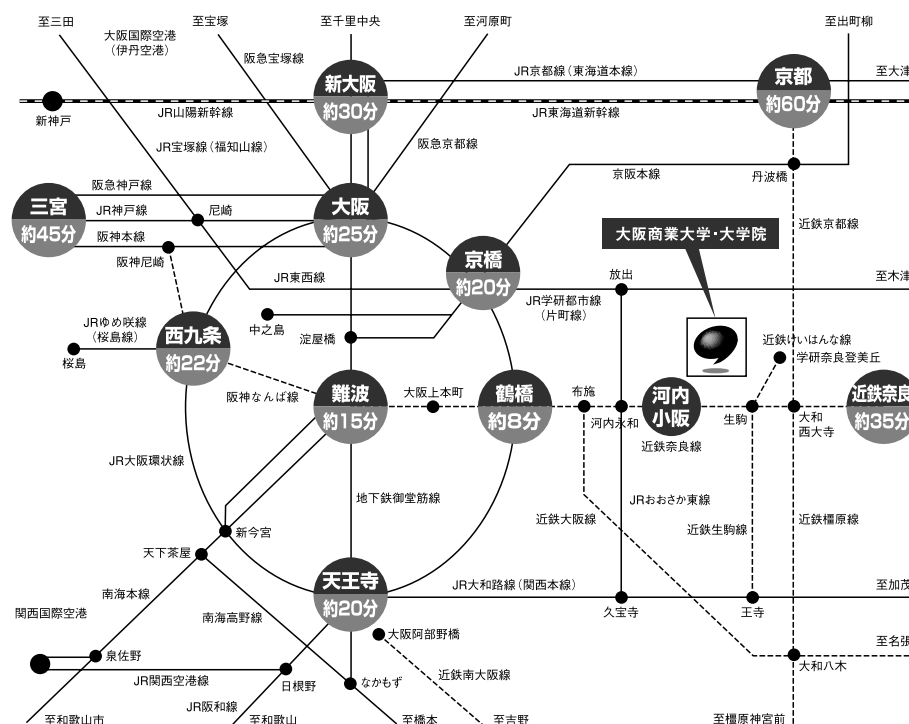 至三田
至宝塚
至千里中央
至河原町
至出町柳
大阪国際空港
(伊丹空港)
阪急宝塚線
新大阪
約30分
JR京都線(東海道本線)
京都
約60分
至大津
新神戸
JR山陽新幹線
JR東海道新幹線
JR宝塚線(福知山線)
阪急京都線
京阪本線
丹波橋
阪急神戸線
三宮
約45分
JR神戸線
尼崎
大阪
約25分
阪神本線
阪神尼崎
大阪商業大学・大学院
近鉄京都線
京橋
約20分
JR東西線
放出
至木津
JR学研都市線
(片町線)
JRゆめ咲線
(桜島線)
桜島
西九条
約22分
中之島
淀屋橋
近鉄けいはんな線
学研奈良登美丘
阪神なんば線
難波
約15分
大阪上本町
鶴橋
約8分
布施
河内永和
河内
小阪
近鉄奈良線
生駒
大和
西大寺
近鉄奈良
約35分
JR大阪環状線
地下鉄御堂筋線
JRおおさか東線
近鉄大阪線
近鉄生駒線
近鉄橿原線
新今宮
天下茶屋
南海本線
天王寺
約20分
JR大和路線(関西本線)
至加茂
久宝寺
王寺
関西国際空港
南海高野線
大阪阿部野橋
至名張
泉佐野
JR関西空港線
日根野
なかもず
近鉄南大阪線
大和八木
JR阪和線
至和歌山市
至和歌山
至橋本
至吉野
至橿原神宮前